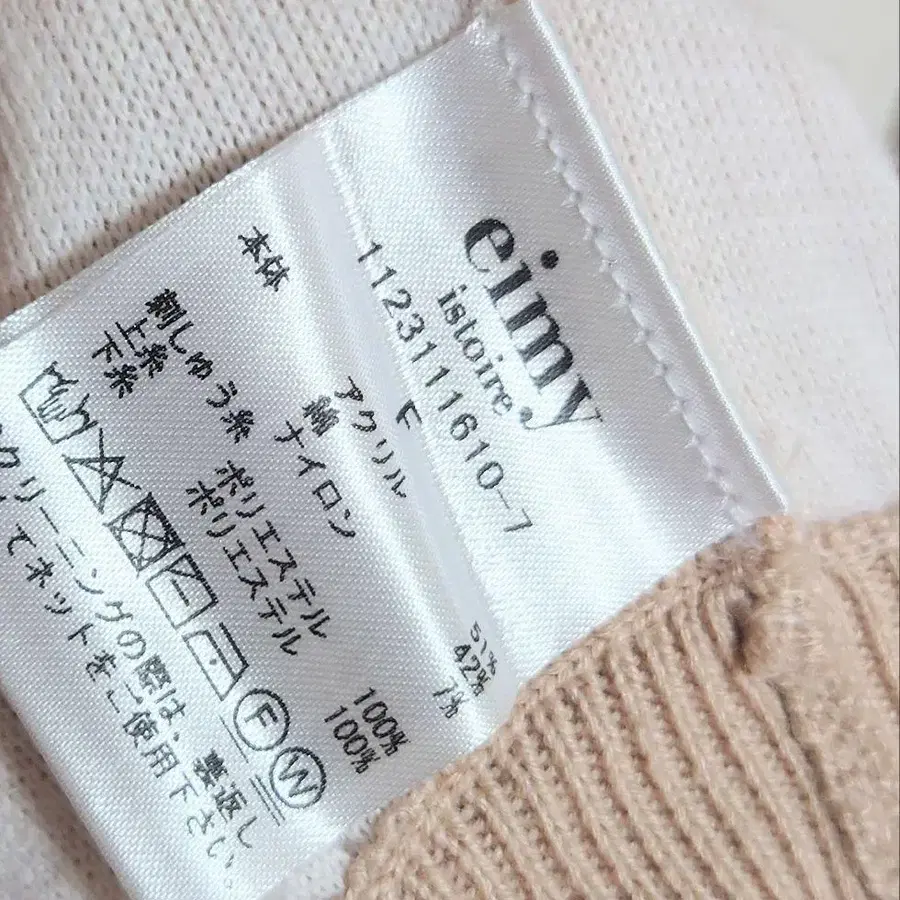 eimy
istoire®
1123111610-1
F
本体 アクリル 51%
綿 42%
ナイロン 7%
刺しゅう糸
上糸 ポリエステル 100%
下糸 ポリエステル 100%
F W
クリーニングの際は、裏返し
てネットをご使用下さい。